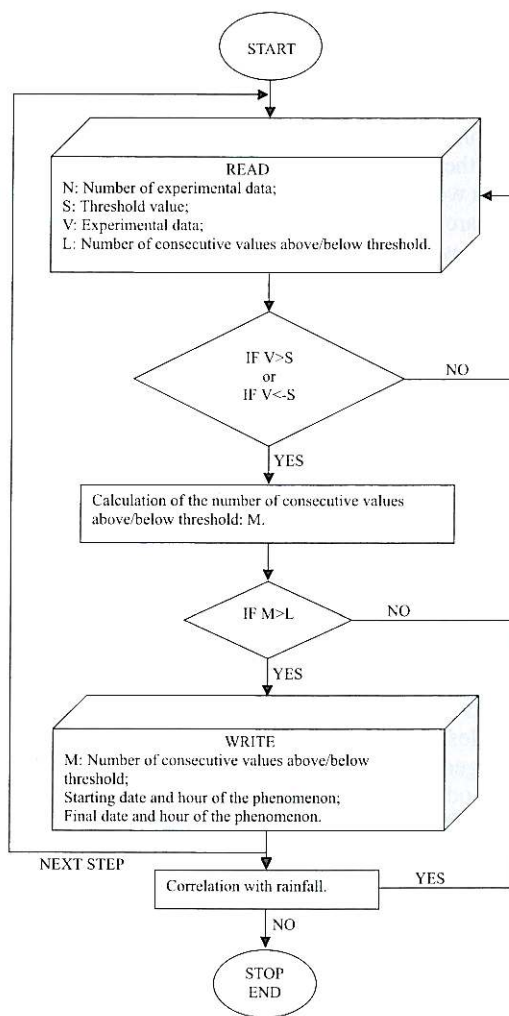 START
READ
N: Number of experimental data;
S: Threshold value;
V: Experimental data;
L: Number of consecutive values above/below threshold.
IF V>S
or
IF V<-S
NO
YES
Calculation of the number of consecutive values
above/below threshold: M.
IF M>L
NO
YES
WRITE
M: Number of consecutive values above/below
threshold;
Starting date and hour of the phenomenon;
Final date and hour of the phenomenon.
NEXT STEP
Correlation with rainfall.
YES
NO
STOP
END